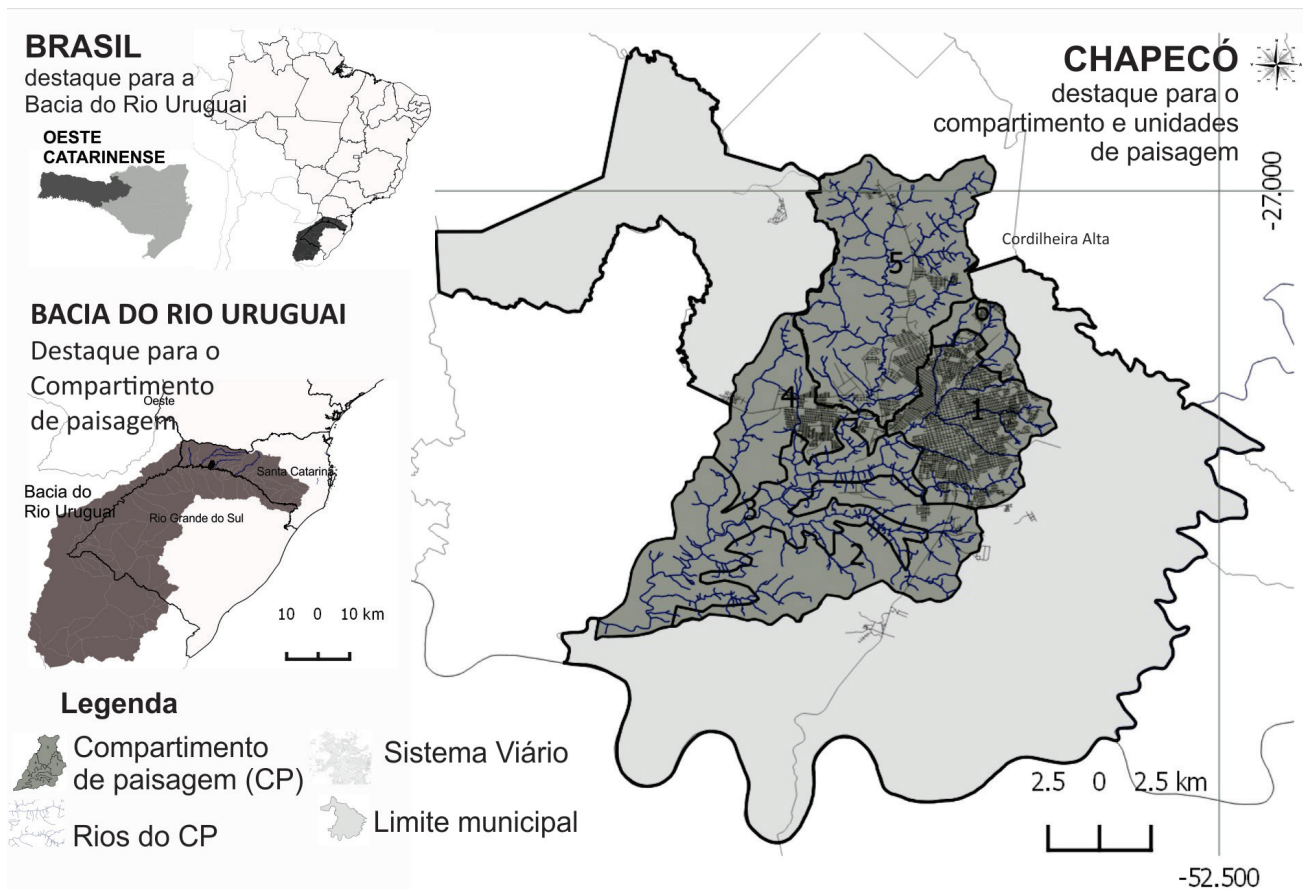 BRASIL
destaque para a
Bacia do Rio Uruguai
OESTE
CATARINENSE
BACIA DO RIO URUGUAI
Destaque para o
Compartimento
de paisagem
Oeste
Santa Catarina
Bacia do
Rio Uruguai
Rio Grande do Sul
10 0 10 km
Legenda
Compartimento
de paisagem (CP)
Sistema Viário
Rios do CP
Limite municipal
CHAPECÓ
destaque para o
compartimento e unidades
de paisagem
-27.000
Cordilheira Alta
5
6
4
1
3
2
2.5 0 2.5 km
-52.500